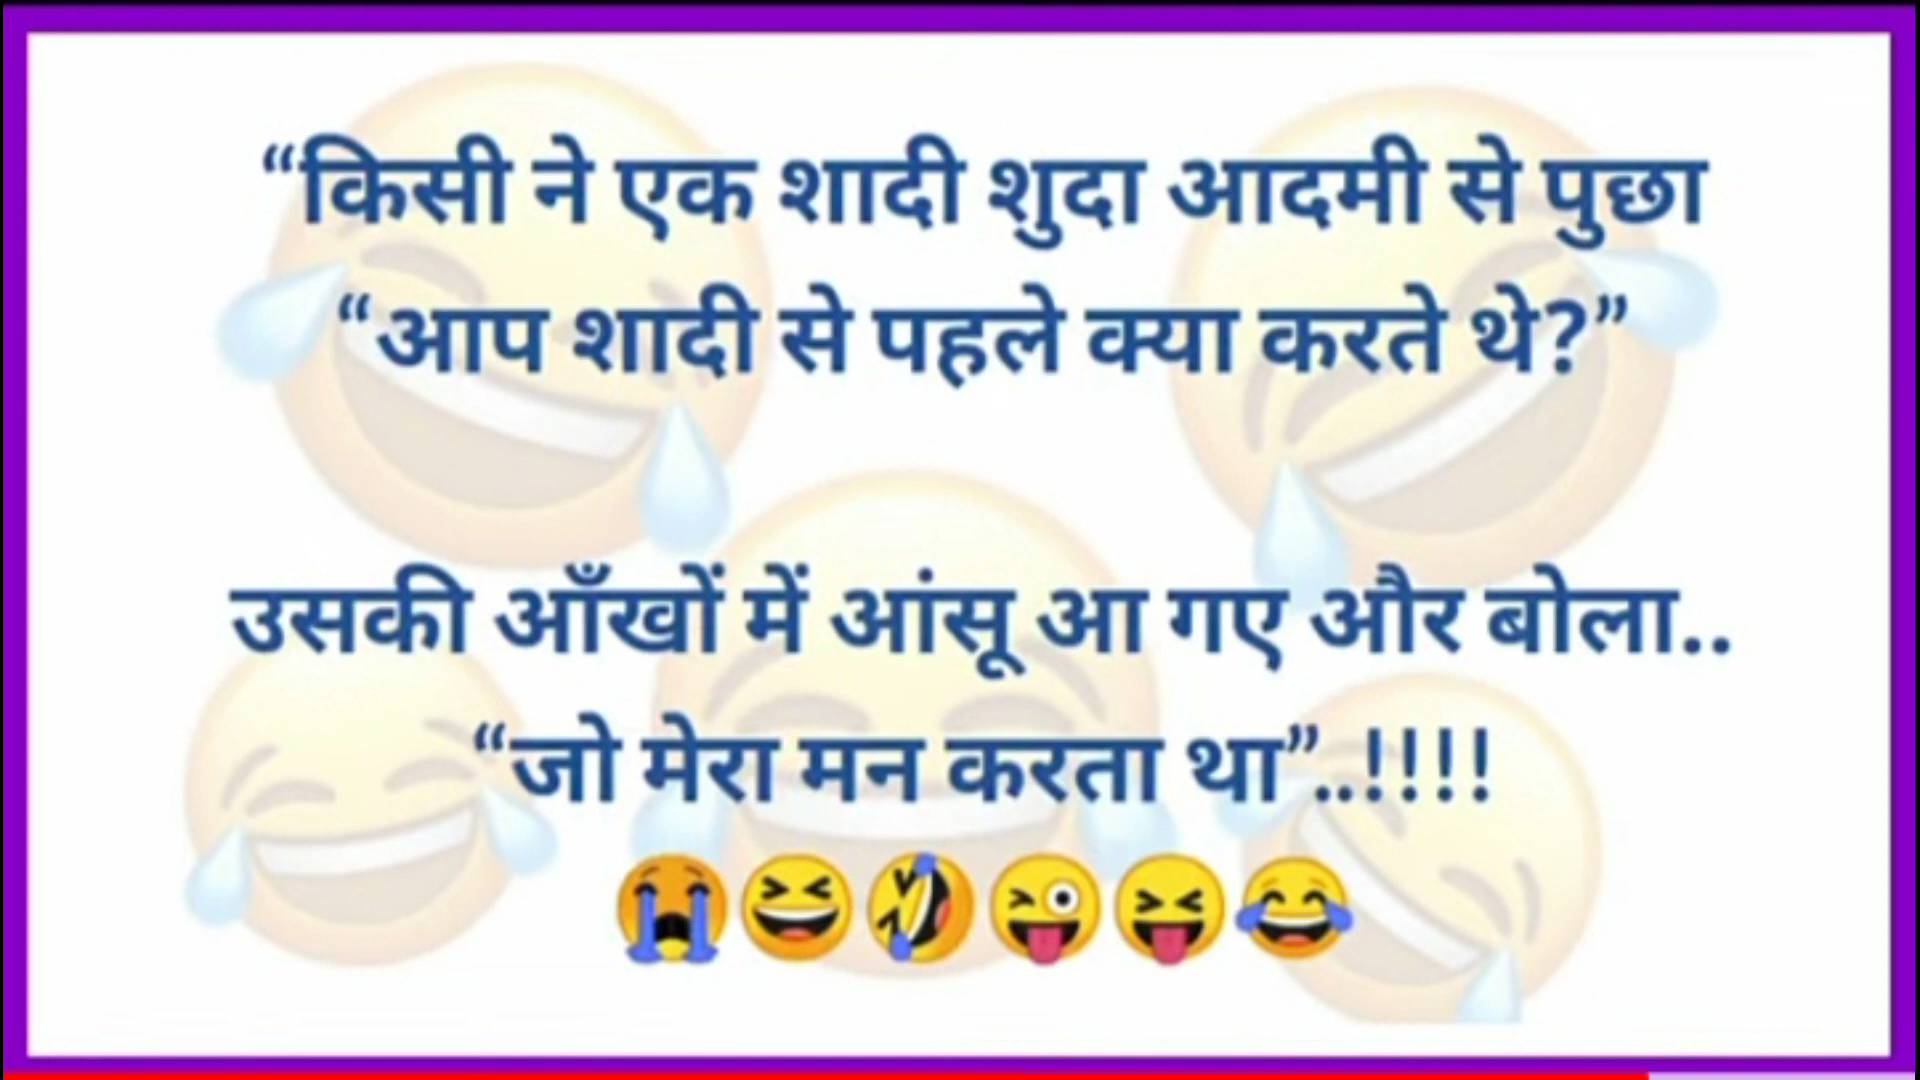 “किसी ने एक शादी शुदा आदमी से पुछा
“आप शादी से पहले क्या करते थे?”
उसकी आँखों में आंसू आ गए और बोला..
“जो मेरा मन करता था”..!!!!
😭😆🤣😜😝😂